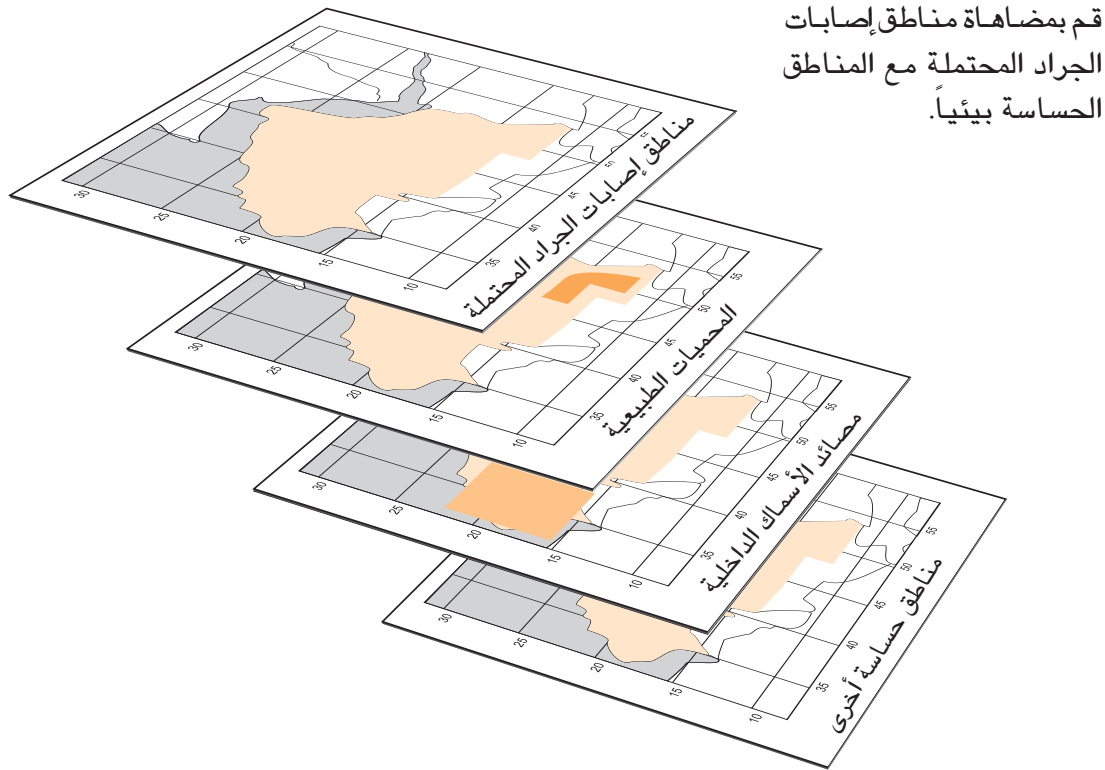 قم بمضاهاة مناطق إصابات
الجراد المحتملة مع المناطق
الحساسة بيئياً.
مناطق إصابات الجراد المحتملة
30 25 20 15 10
35 40 45 50 55
المحميات الطبيعية
30 25 20 15 10
35 40 45 50 55
مصائد الأسماك الداخلية
30 25 20 15 10
35 40 45 50 55
مناطق حساسة أخرى
30 25 20 15 10
35 40 45 50 55